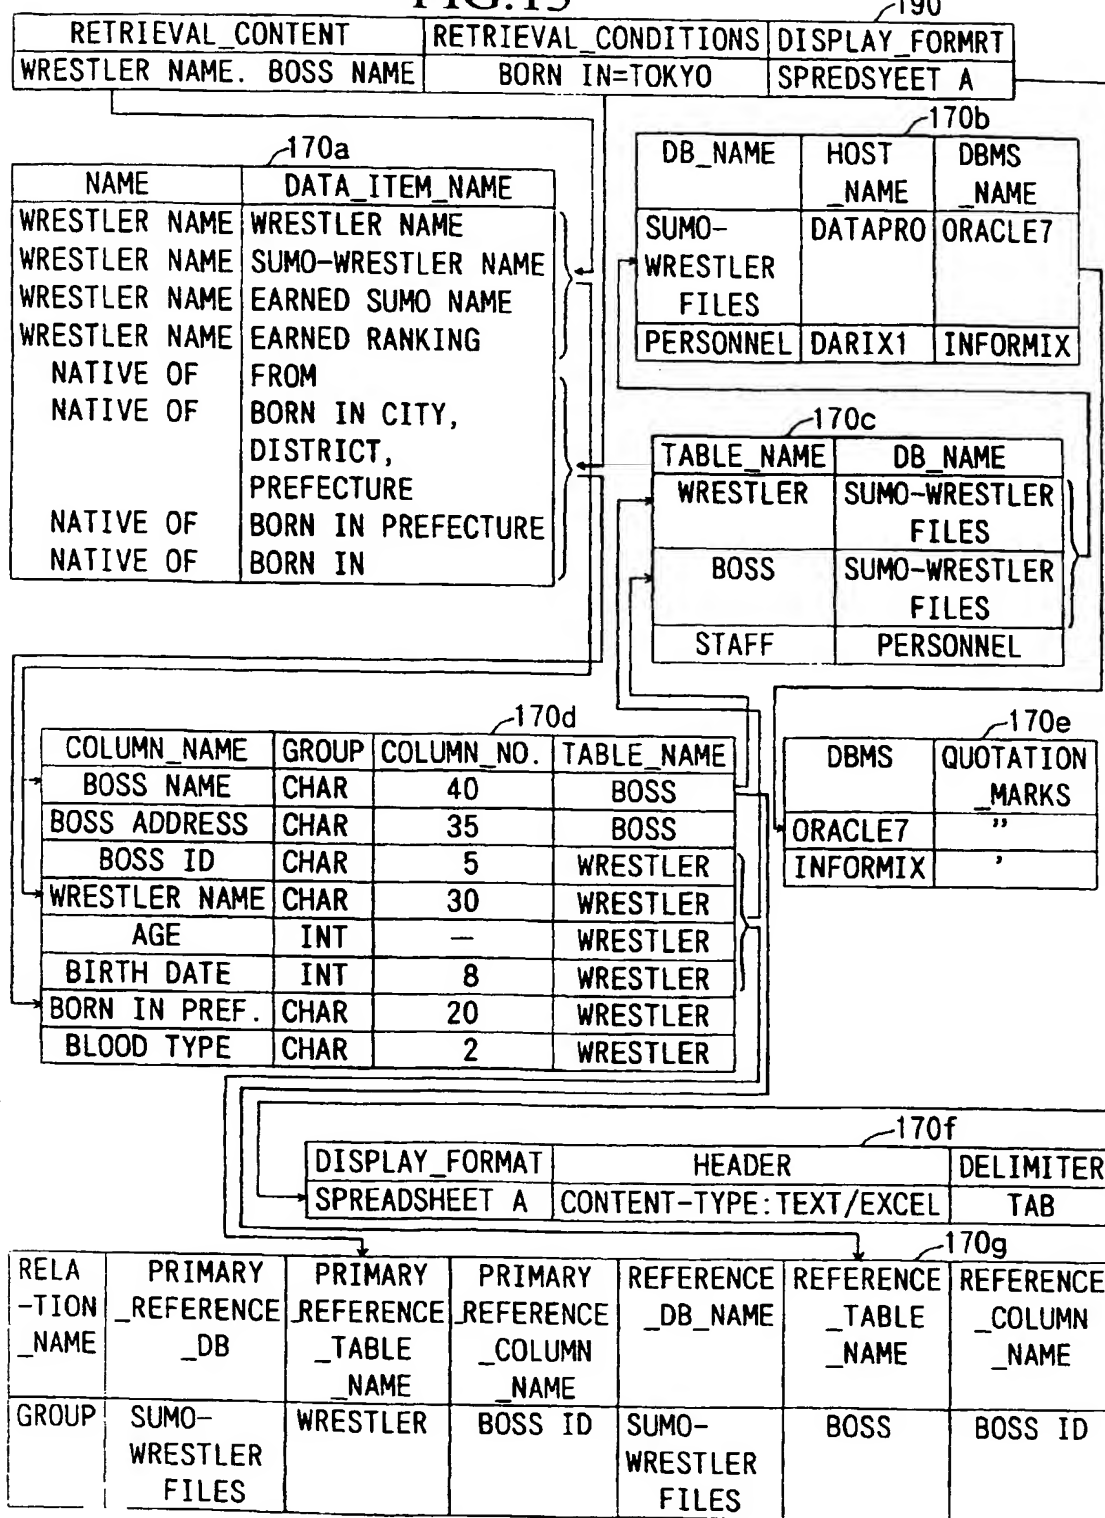 FIG.15
190
RETRIEVAL_CONTENT RETRIEVAL_CONDITIONS DISPLAY_FORMRT
WRESTLER NAME. BOSS NAME BORN IN=TOKYO SPREDSYEET A
170a
NAME DATA_ITEM_NAME
WRESTLER NAME WRESTLER NAME
WRESTLER NAME SUMO-WRESTLER NAME
WRESTLER NAME EARNED SUMO NAME
WRESTLER NAME EARNED RANKING
NATIVE OF FROM
NATIVE OF BORN IN CITY,
DISTRICT,
PREFECTURE
NATIVE OF BORN IN PREFECTURE
NATIVE OF BORN IN
170b
DB_NAME HOST DBMS
_NAME _NAME
SUMO- DATAPRO ORACLE7
WRESTLER
FILES
PERSONNEL DARIX1 INFORMIX
170c
TABLE_NAME DB_NAME
WRESTLER SUMO-WRESTLER
FILES
BOSS SUMO-WRESTLER
FILES
STAFF PERSONNEL
170d
COLUMN_NAME GROUP COLUMN_NO. TABLE_NAME
BOSS NAME CHAR 40 BOSS
BOSS ADDRESS CHAR 35 BOSS
BOSS ID CHAR 5 WRESTLER
WRESTLER NAME CHAR 30 WRESTLER
AGE INT — WRESTLER
BIRTH DATE INT 8 WRESTLER
BORN IN PREF. CHAR 20 WRESTLER
BLOOD TYPE CHAR 2 WRESTLER
170e
DBMS QUOTATION
_MARKS
ORACLE7 ”
INFORMIX ’
170f
DISPLAY_FORMAT HEADER DELIMITER
SPREADSHEET A CONTENT-TYPE:TEXT/EXCEL TAB
170g
RELA PRIMARY PRIMARY PRIMARY REFERENCE REFERENCE REFERENCE
-TION _REFERENCE _REFERENCE _REFERENCE _DB_NAME _TABLE _COLUMN
_NAME _DB _TABLE _COLUMN _NAME _NAME
_NAME _NAME
GROUP SUMO- WRESTLER BOSS ID SUMO- BOSS BOSS ID
WRESTLER WRESTLER
FILES FILES